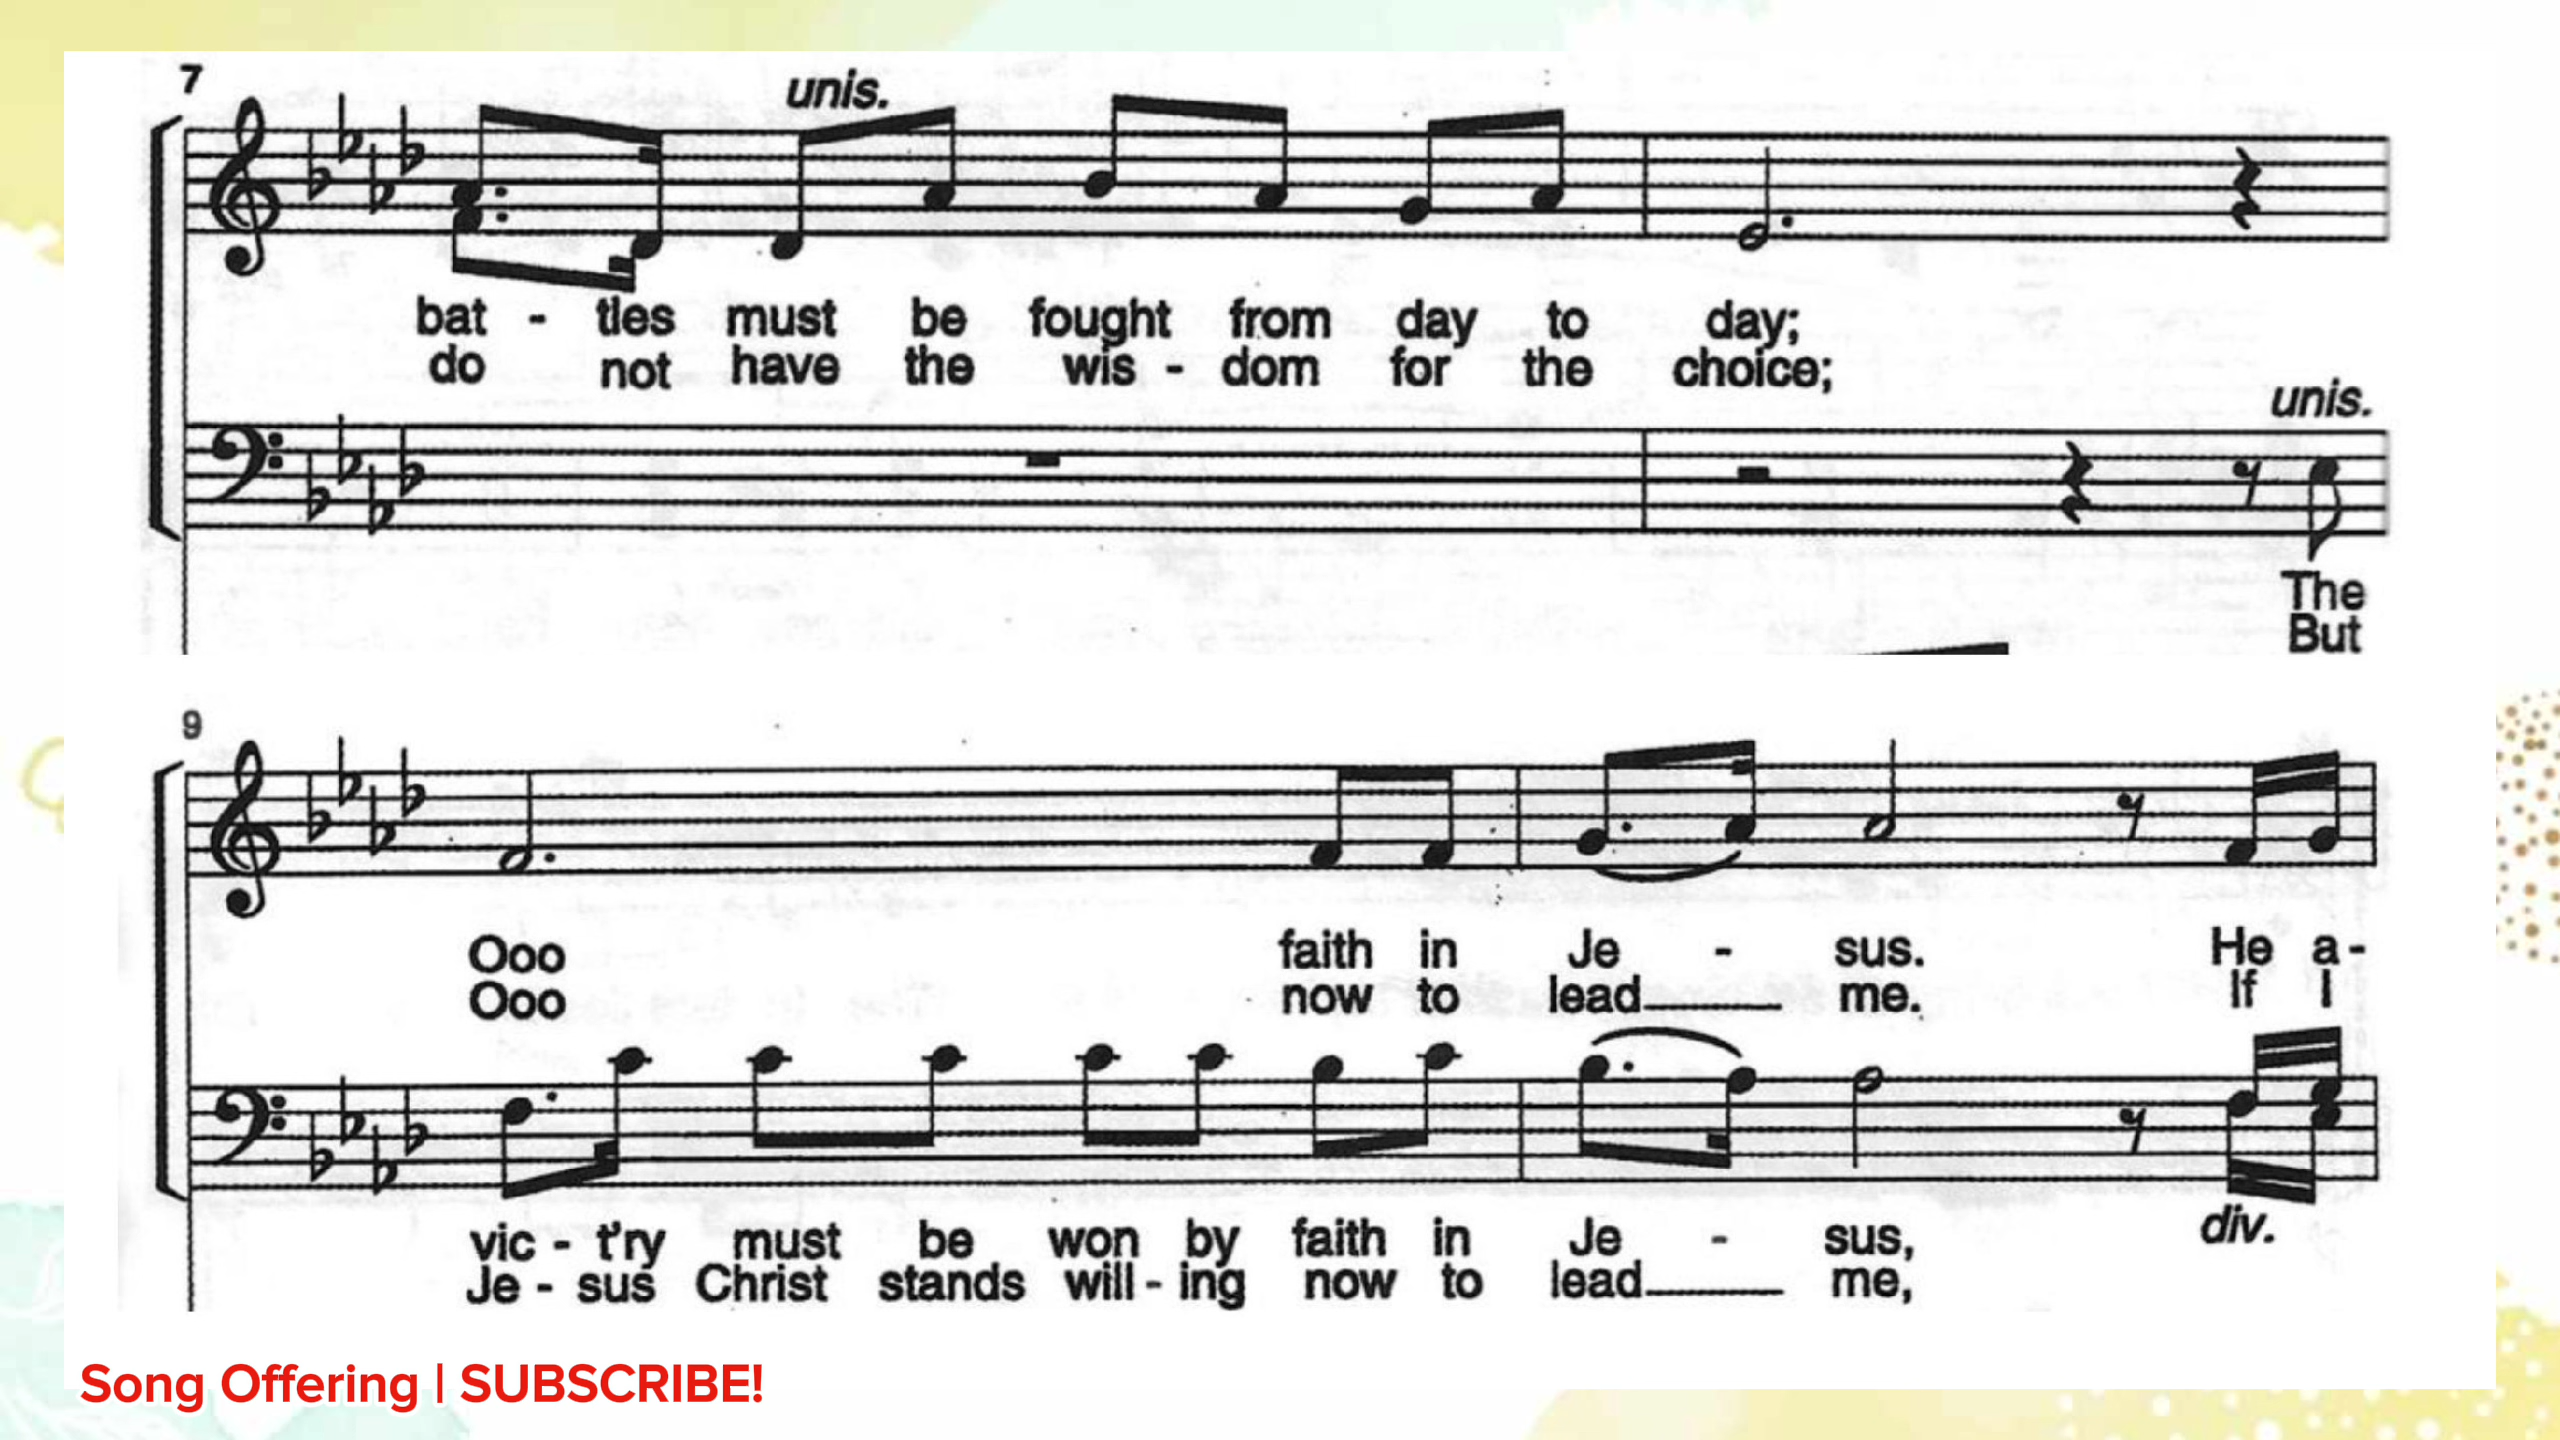 7
unis.
bat - tles must be fought from day to day;
do not have the wis - dom for the choice;
unis.
The
But
9
Ooo faith in Je - sus. He a -
Ooo now to lead me. If I
vic - t'ry must be won by faith in Je - sus,
div.
Je - sus Christ stands will - ing now to lead me,
Song Offering | SUBSCRIBE!